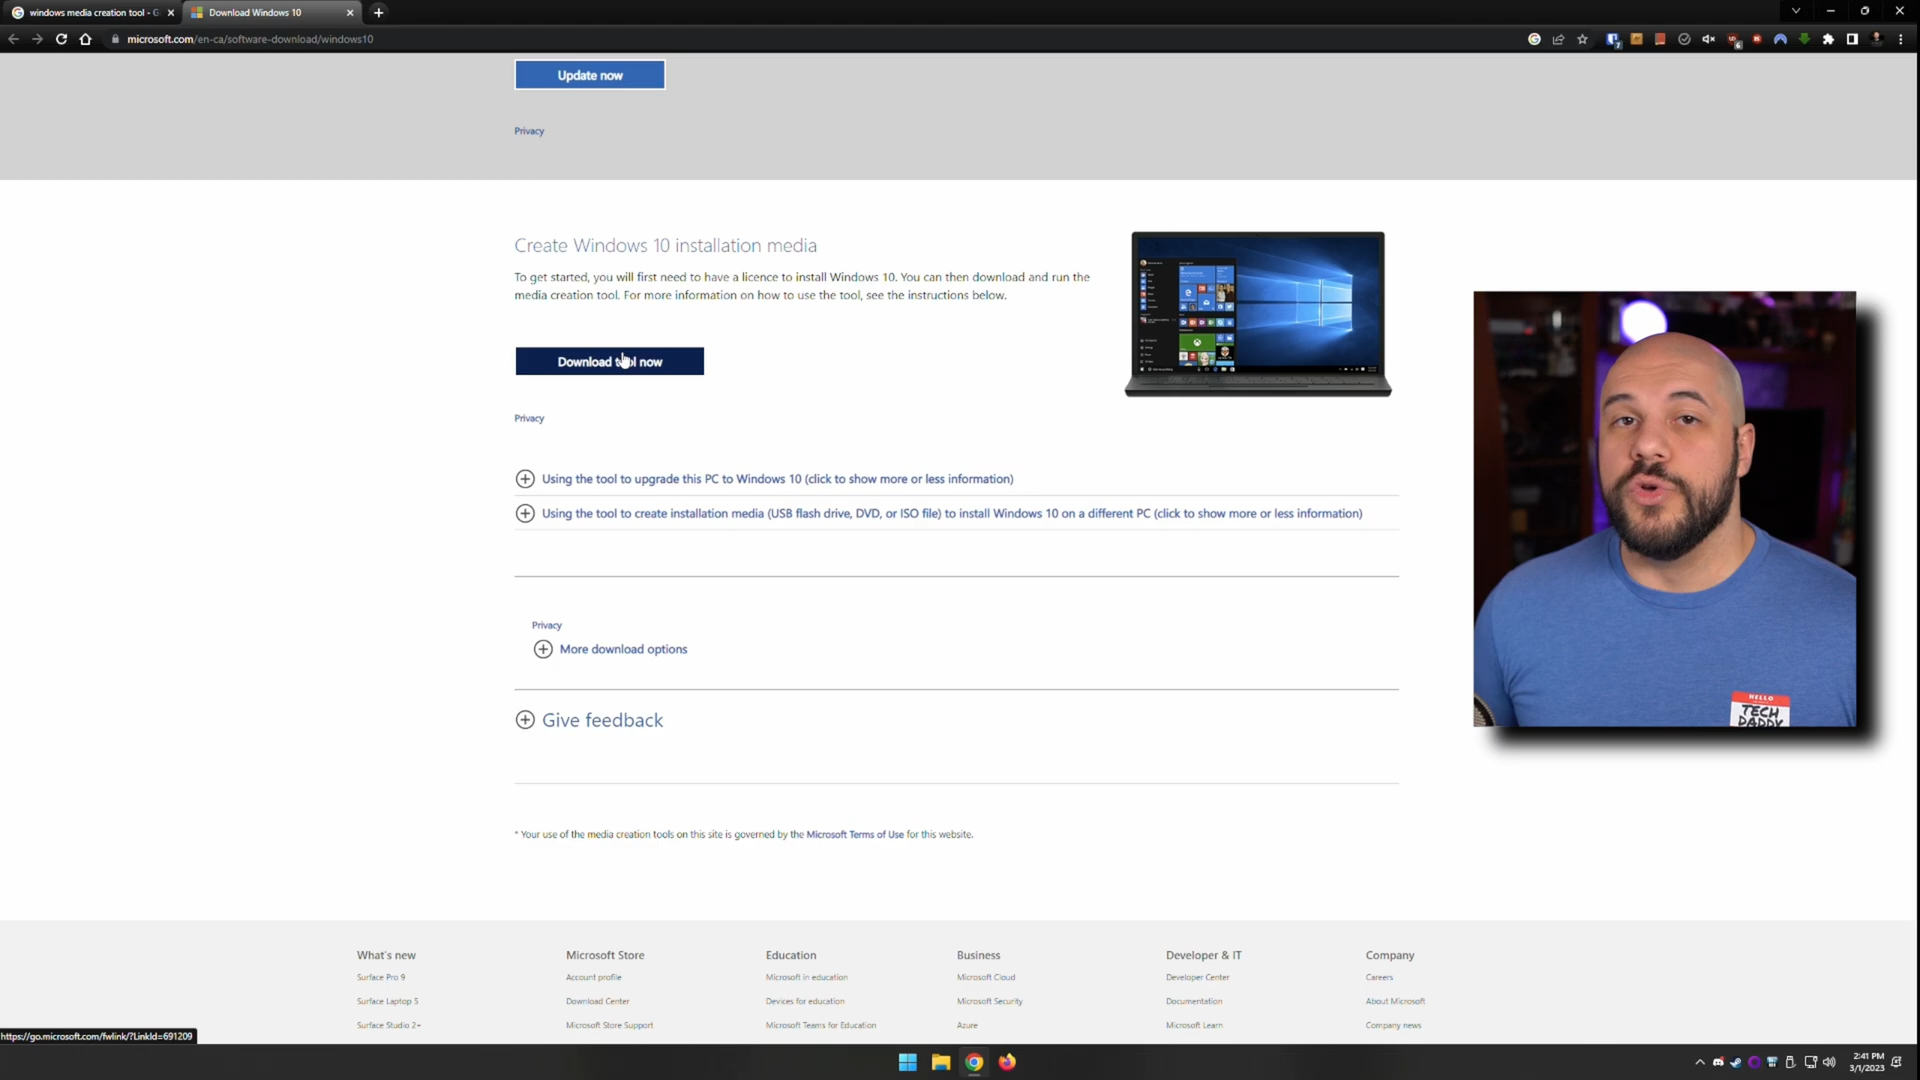 windows media creation tool - G
Download Windows 10
microsoft.com/en-ca/software-download/windows10
Update now
Privacy
Create Windows 10 installation media
To get started, you will first need to have a licence to install Windows 10. You can then download and run the
media creation tool. For more information on how to use the tool, see the instructions below.
Download tool now
Privacy
Using the tool to upgrade this PC to Windows 10 (click to show more or less information)
Using the tool to create installation media (USB flash drive, DVD, or ISO file) to install Windows 10 on a different PC (click to show more or less information)
HELLO
TECH
DADDY
Privacy
More download options
Give feedback
* Your use of the media creation tools on this site is governed by the Microsoft Terms of Use for this website.
What's new
Surface Pro 9
Surface Laptop 5
Surface Studio 2+
Microsoft Store
Account profile
Download Center
Microsoft Store Support
Education
Microsoft in education
Devices for education
Microsoft Teams for Education
Business
Microsoft Cloud
Microsoft Security
Azure
Developer & IT
Developer Center
Documentation
Microsoft Learn
Company
Careers
About Microsoft
Company news
https://go.microsoft.com/fwlink/?LinkId=691209
2:41 PM
3/1/2023